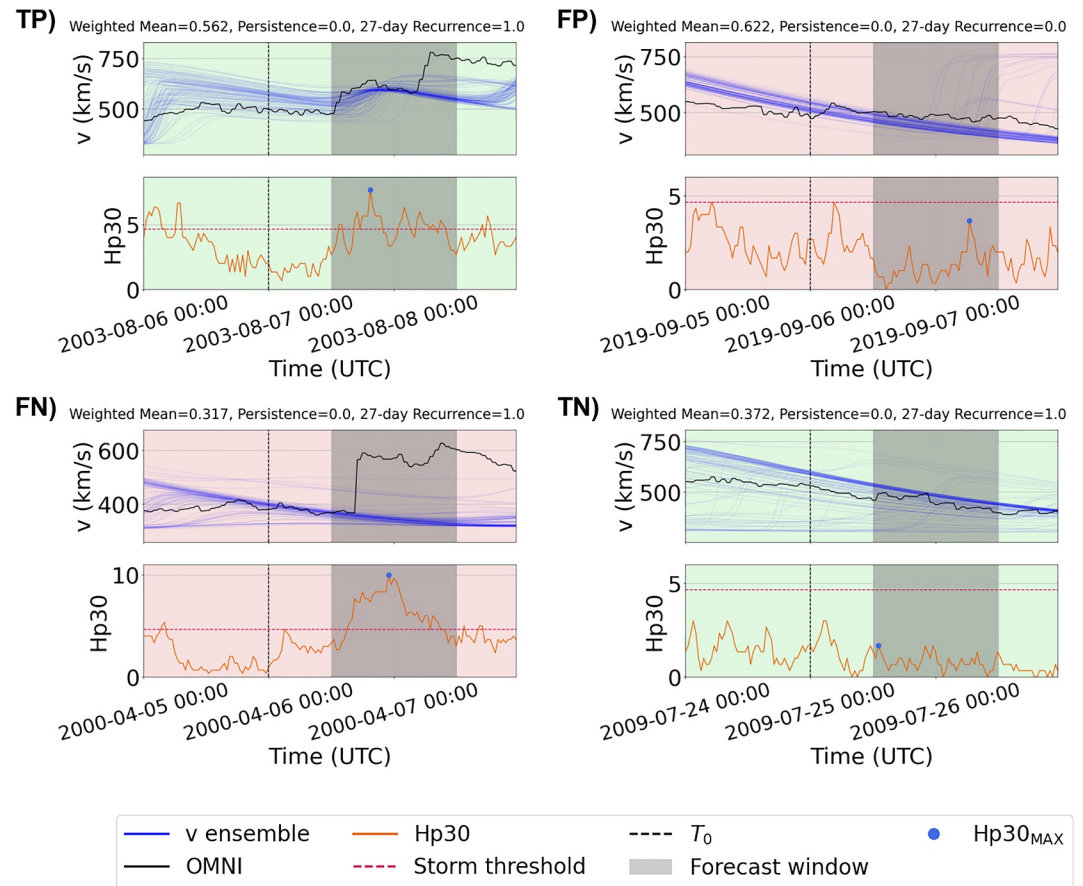 TP) Weighted Mean=0.562, Persistence=0.0, 27-day Recurrence=1.0
v (km/s)
750
500
Hp30
5
0
2003-08-06 00:00
2003-08-07 00:00
2003-08-08 00:00
Time (UTC)
FP) Weighted Mean=0.622, Persistence=0.0, 27-day Recurrence=0.0
v (km/s)
750
500
Hp30
5
0
2019-09-05 00:00
2019-09-06 00:00
2019-09-07 00:00
Time (UTC)
FN) Weighted Mean=0.317, Persistence=0.0, 27-day Recurrence=1.0
v (km/s)
600
400
Hp30
10
0
2000-04-05 00:00
2000-04-06 00:00
2000-04-07 00:00
Time (UTC)
TN) Weighted Mean=0.372, Persistence=0.0, 27-day Recurrence=1.0
v (km/s)
750
500
Hp30
5
0
2009-07-24 00:00
2009-07-25 00:00
2009-07-26 00:00
Time (UTC)
v ensemble
OMNI
Hp30
Storm threshold
T₀
Forecast window
Hp30MAX